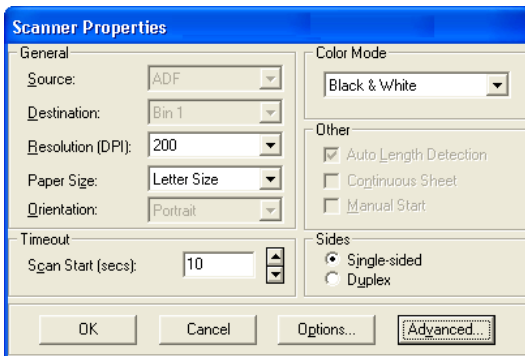 Scanner Properties
General
Source: ADF
Destination: Bin 1
Resolution (DPI): 200
Paper Size: Letter Size
Orientation: Portrait
Timeout
Scan Start (secs): 10
Color Mode
Black & White
Other
Auto Length Detection
Continuous Sheet
Manual Start
Sides
Single-sided
Duplex
OK Cancel Options... Advanced...